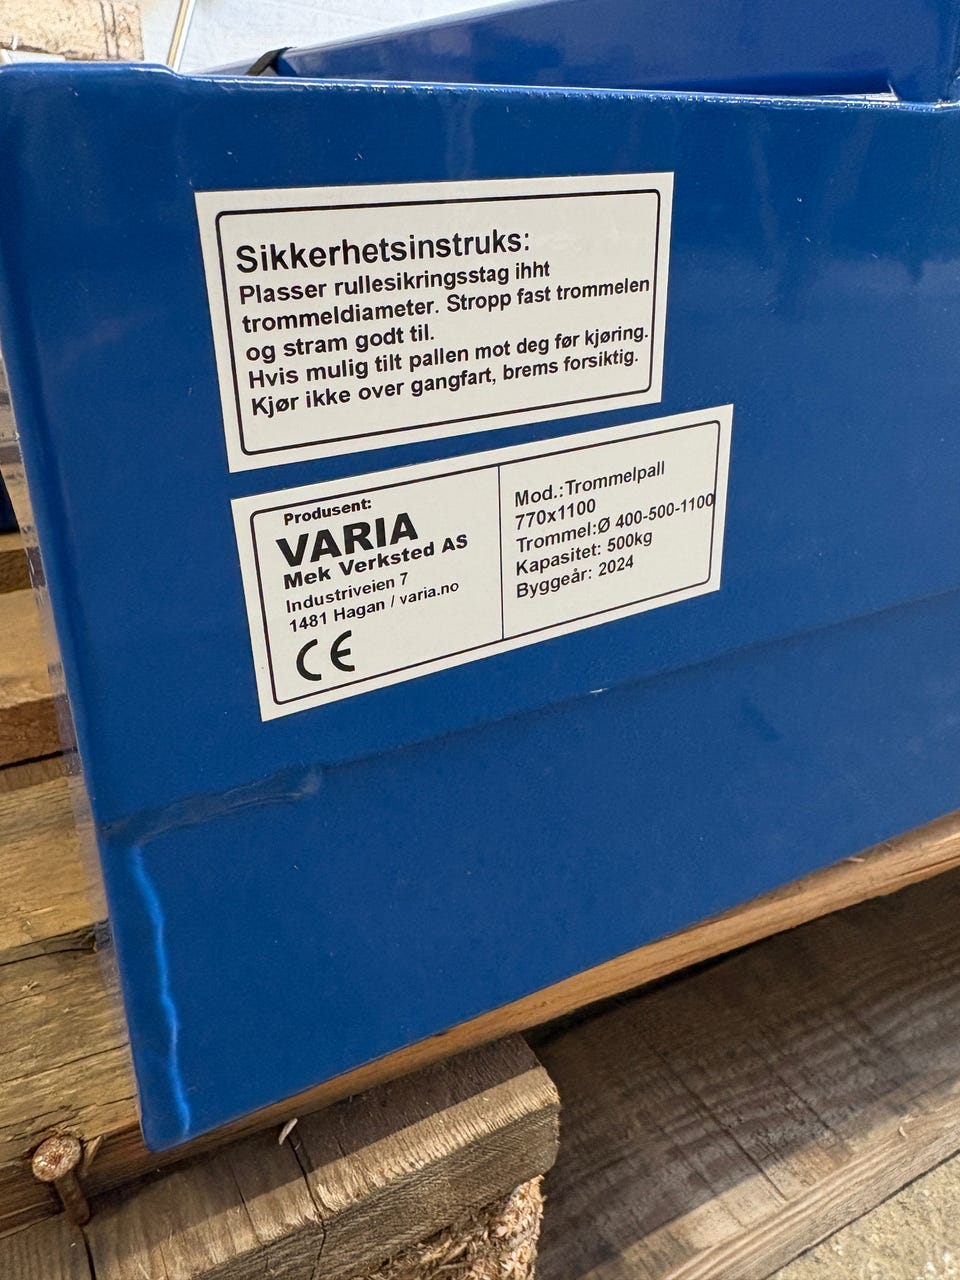 Sikkerhetsinstruks:
Plasser rullesikringsstag ihht
trommeldiameter. Stropp fast trommelen
og stram godt til.
Hvis mulig tilt pallen mot deg før kjøring.
Kjør ikke over gangfart, brems forsiktig.
Produsent:
VARIA
Mek Verksted AS
Industriveien 7
1481 Hagan / varia.no
CE
Mod.:Trommelpall
770x1100
Trommel:Ø 400-500-1100
Kapasitet: 500kg
Byggeår: 2024